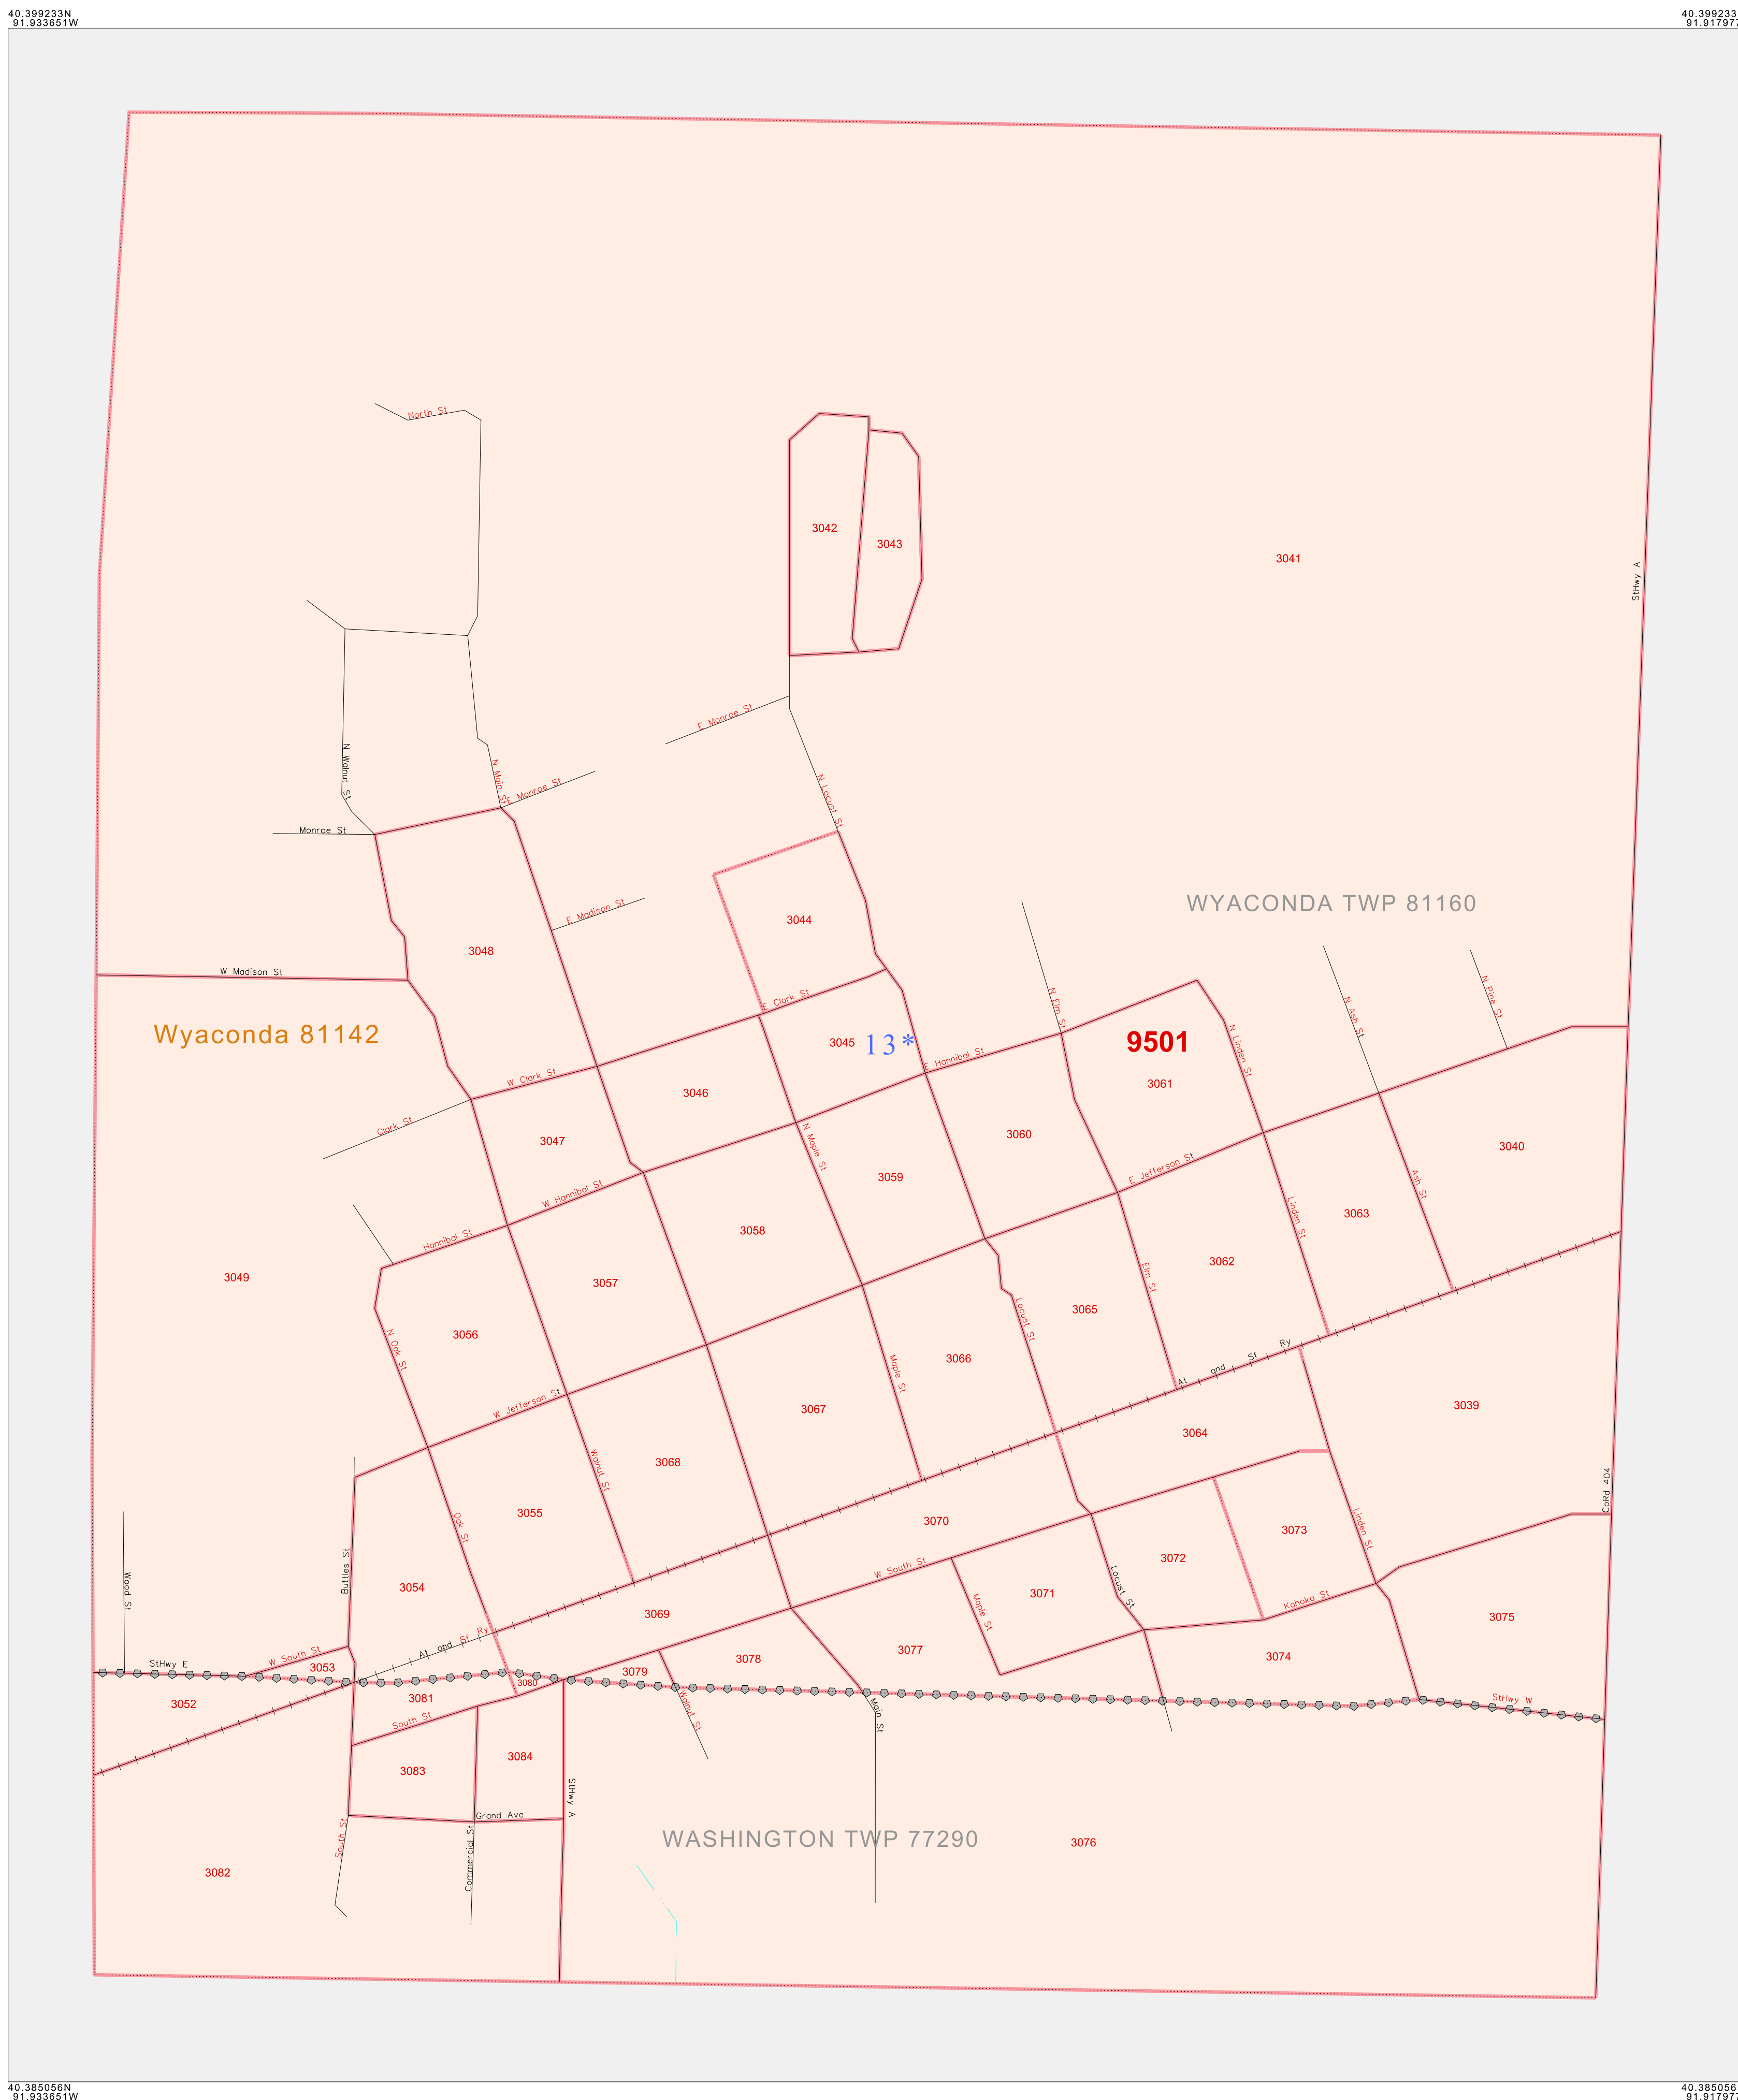 40.399233N
91.933651W
40.399233
91.917977
North St
3042
3043
3041
StHwy A
E Monroe St
N Walnut St
N Main St
E Monroe St
N Locust St
Monroe St
WYACONDA TWP 81160
E Madison St
3044
3048
W Madison St
E Clark St
N Elm St
N Ash St
N Pine St
Wyaconda 81142
3045
13*
9501
N Linden St
E Hannibal St
W Clark St
3061
3046
Clark St
3047
N Maple St
3060
3040
3059
E Jefferson St
Ash St
W Hannibal St
Linden St
3063
Hannibal St
3058
3049
3057
3062
Elm St
3065
Locust St
3056
N Oak St
At and Sf Ry
3066
Maple St
W Jefferson St
3067
3039
3064
3068
Walnut St
CoRd 404
3055
Oak St
3070
3073
Linden St
Wood St
Buttles St
3054
W South St
3072
Locust St
3071
Maple St
Kahoka St
3069
3075
At and Sf Ry
W South St
StHwy E
3053
3077
3078
3079
3074
3080
3081
3052
Walnut St
Main St
StHwy W
South St
3084
3083
StHwy A
Grand Ave
South St
Commercial St
WASHINGTON TWP 77290
3076
3082
40.385056N
91.933651W
40.385056
91.917977